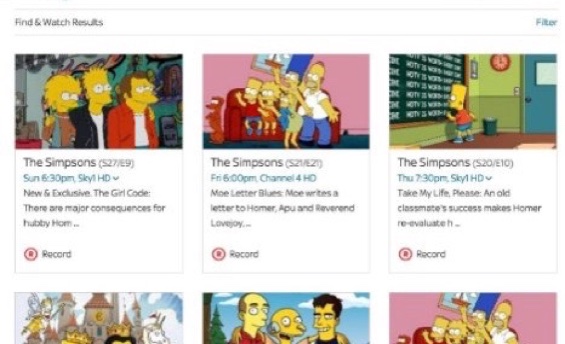 Find & Watch Results
Filter
The Simpsons (S27/E9)
Sun 6:30pm, Sky1 HD
New & Exclusive. The Girl Code:
There are major consequences for
hubby Hom ...
Record
The Simpsons (S21/E21)
Fri 6:00pm, Channel 4 HD
Moe Letter Blues: Moe writes a
letter to Homer, Apu and Reverend
Lovejoy, ...
Record
The Simpsons (S20/E10)
Thu 7:30pm, Sky1 HD
Take My Life, Please: An old
classmate's success makes Homer
re-evaluate h ...
Record